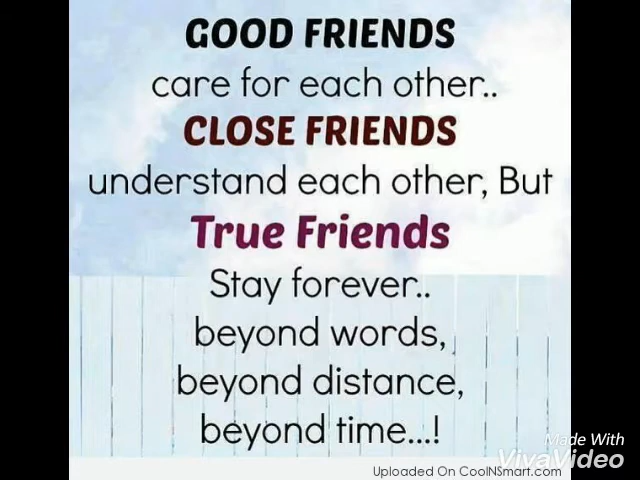 GOOD FRIENDS
care for each other..
CLOSE FRIENDS
understand each other, But
True Friends
Stay forever..
beyond words,
beyond distance,
beyond time...!
Made With
VivaVideo
Uploaded On CoolNSmart.com